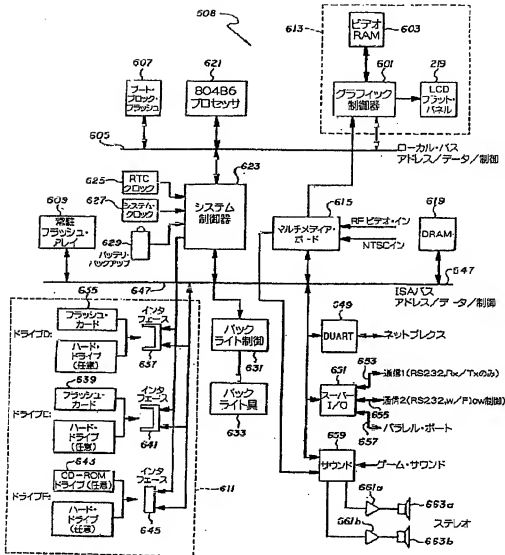 608
613
ビデオ
RAM
603
607
ブート
ブロック・
フラッシュ
621
80486
プロセッサ
601
グラフィック
制御器
219
LCD
フラット・
パネル
605
ローカル・バス
アドレス/データ/制御
623
システム
制御器
625
RTC
クロック
627
システム・
クロック
629
バッテリ・
バックアップ
609
常駐
フラッシュ・
アレイ
615
マルチメディア・
ボード
RFビデオ・イン
NTSCイン
619
DRAM
647
647
ISAバス
アドレス/データ/制御
635
フラッシュ・
カード
ドライブD:
ハード・
ドライブ(任意)
インタ
フェース
637
639
フラッシュ・
カード
ドライブE:
ハード・
ドライブ(任意)
インタ
フェース
641
643
CD-ROM
ドライブ(任意)
ドライブF:
ハード・
ドライブ(任意)
インタ
フェース
645
611
バック
ライト制御
631
バック
ライト具
633
649
DUART
ネットプレクス
651
スーパー
I/O
653
通信1(RS232,Rx/Txのみ)
通信2(RS232,w/Flow制御)
655
657
パラレル・ポート
659
サウンド
ゲーム・サウンド
661a
663a
ステレオ
661b
663b